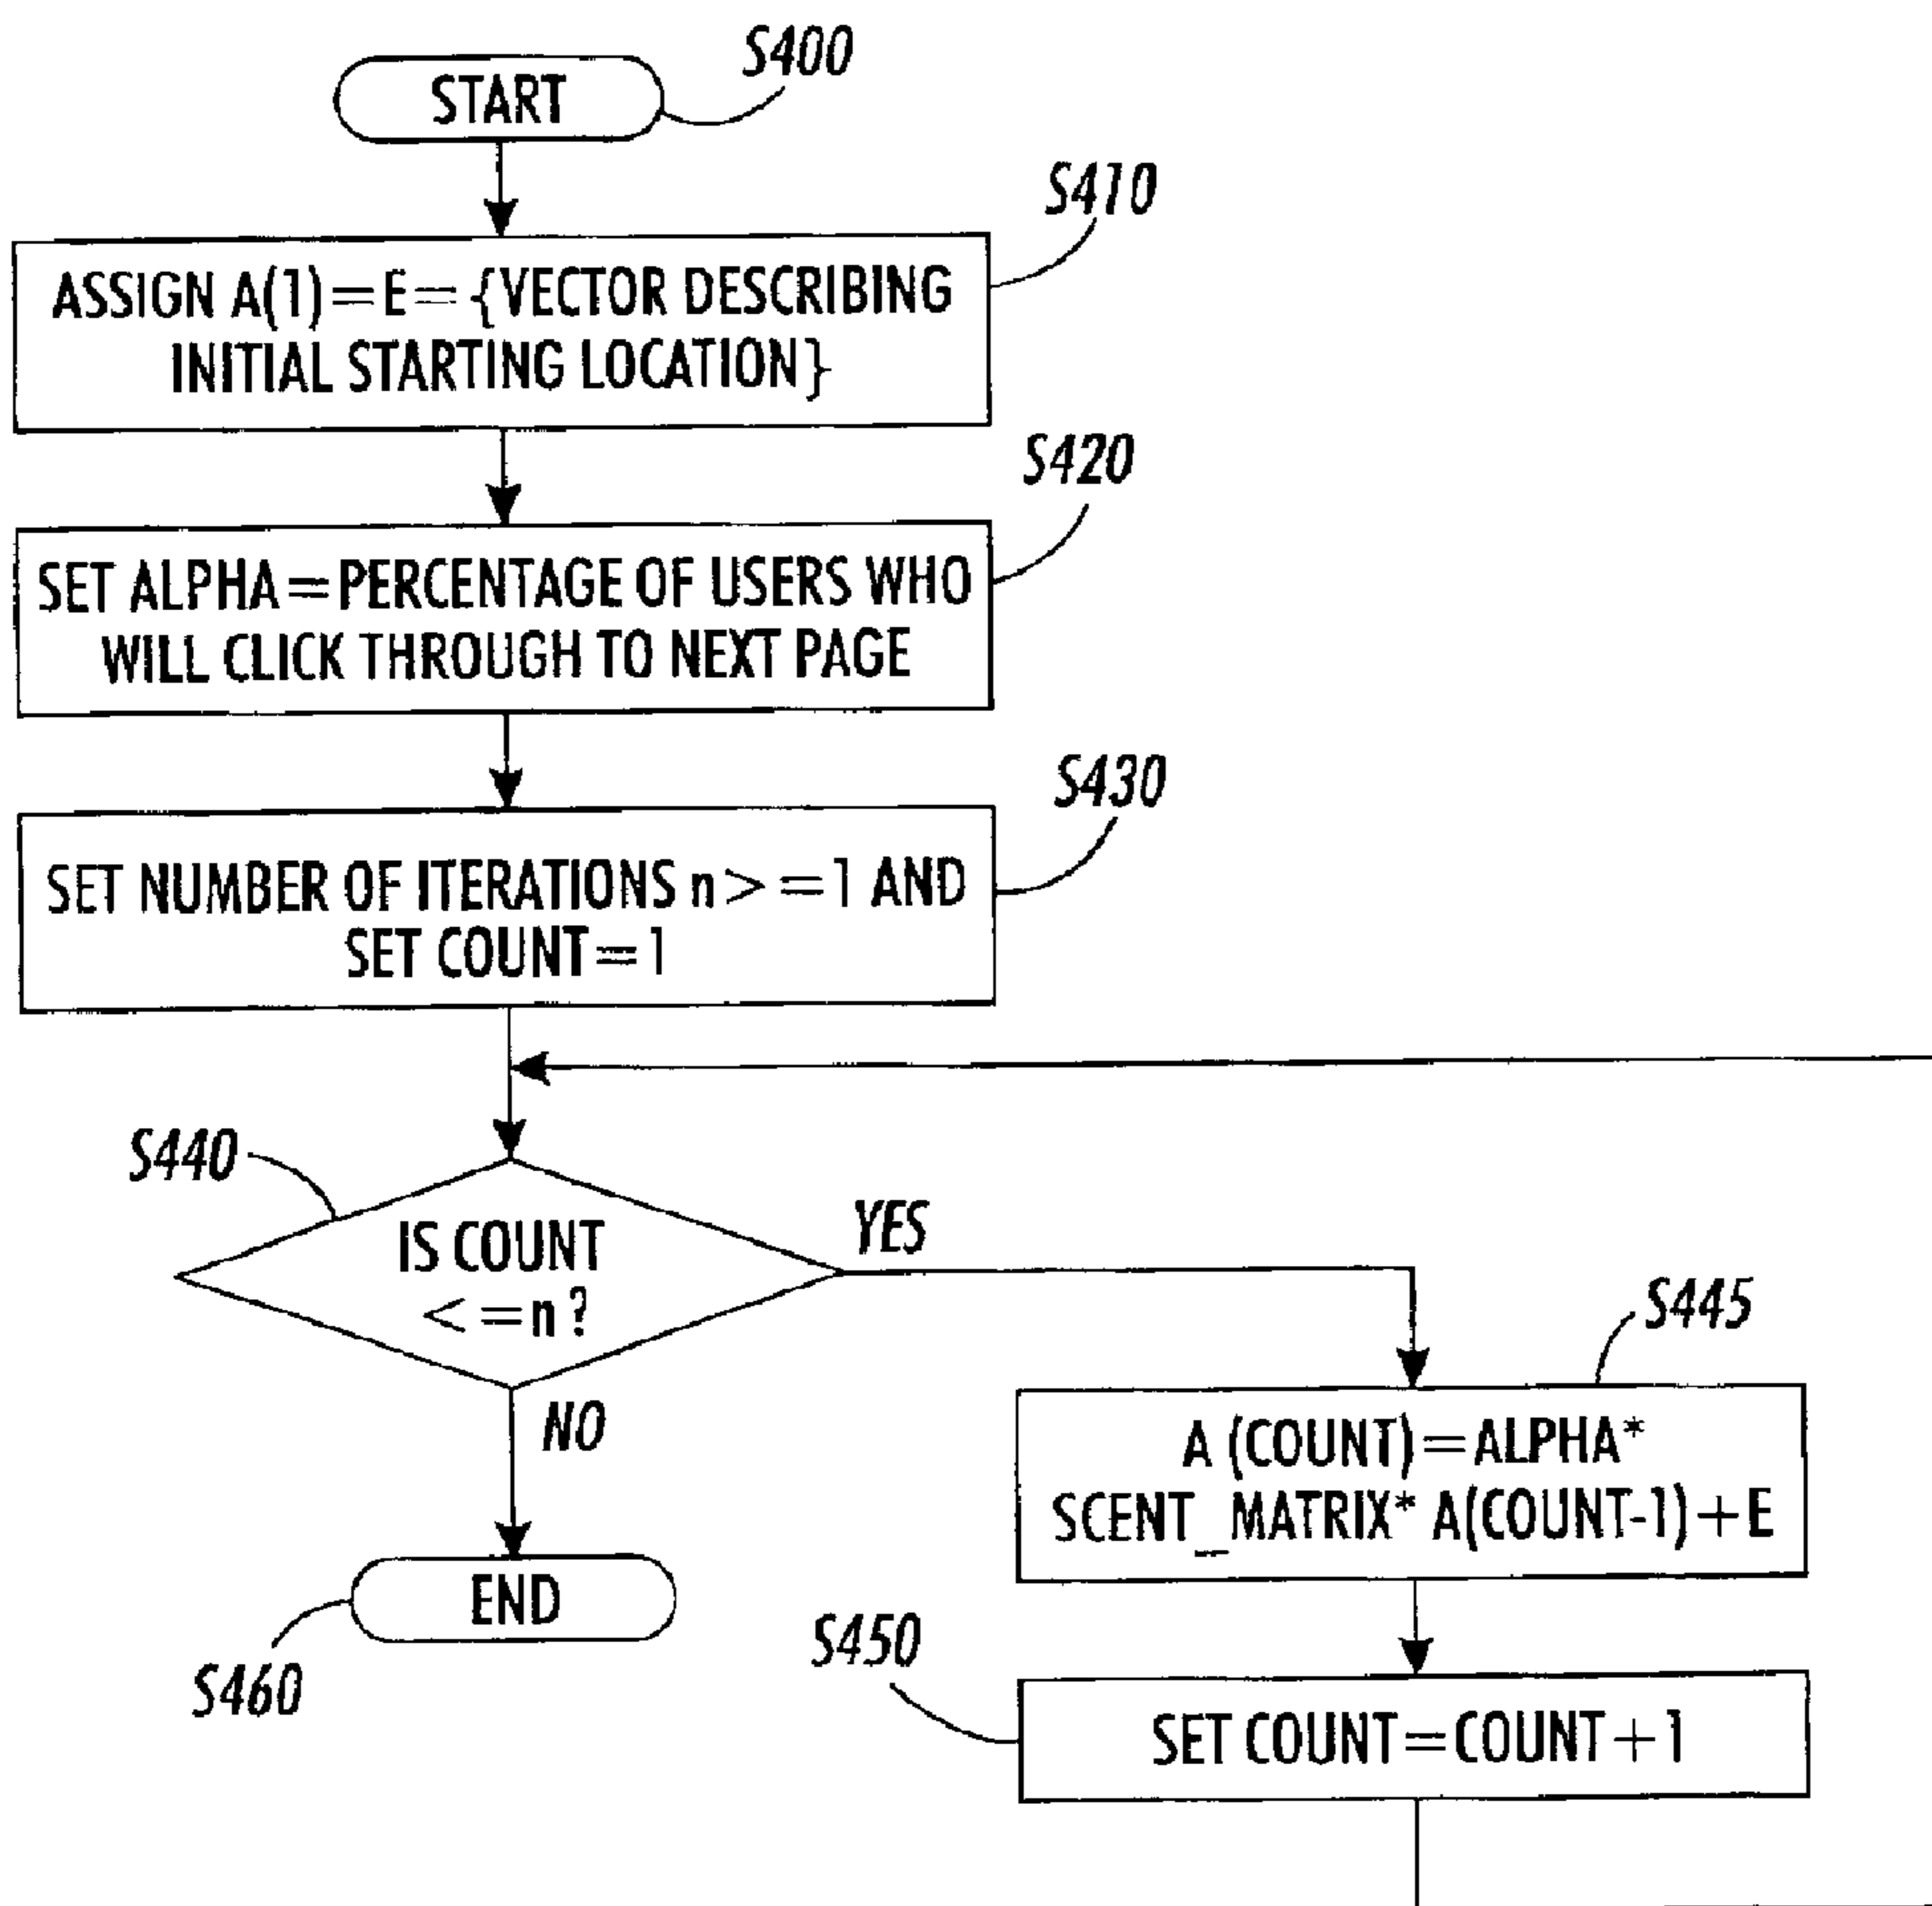 S400
START
S410
ASSIGN A(1)=E={VECTOR DESCRIBING
INITIAL STARTING LOCATION}
S420
SET ALPHA=PERCENTAGE OF USERS WHO
WILL CLICK THROUGH TO NEXT PAGE
S430
SET NUMBER OF ITERATIONS n>=1 AND
SET COUNT=1
S440
IS COUNT
<=n?
YES
NO
S445
A (COUNT)=ALPHA*
SCENT_MATRIX* A(COUNT-1)+E
END
S460
S450
SET COUNT=COUNT+1